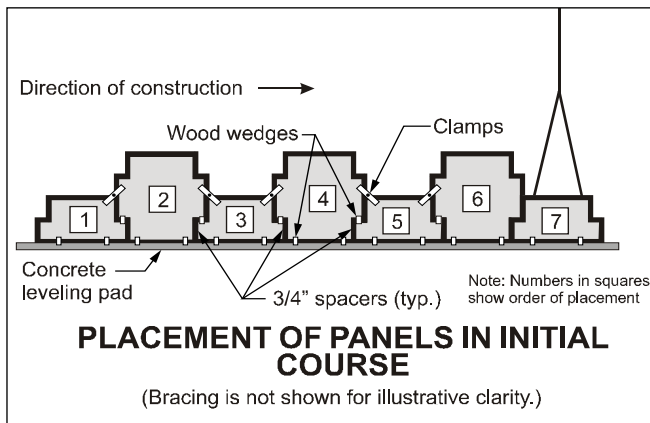 Direction of construction
Wood wedges
Clamps
1
2
3
4
5
6
7
Concrete
leveling pad
3/4” spacers (typ.)
Note: Numbers in squares
show order of placement
PLACEMENT OF PANELS IN INITIAL
COURSE
(Bracing is not shown for illustrative clarity.)